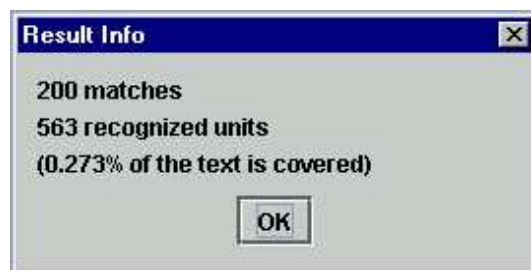 Result Info
200 matches
563 recognized units
(0.273% of the text is covered)
OK